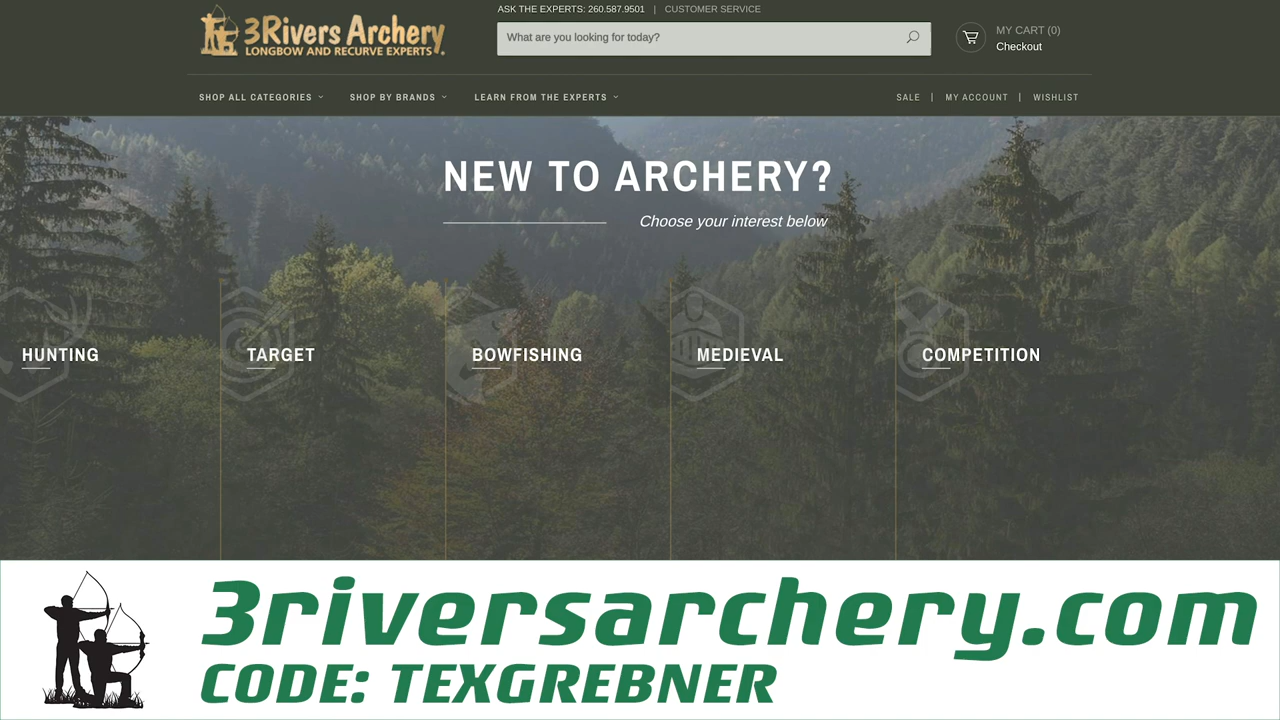 ASK THE EXPERTS: 260.587.9501 | CUSTOMER SERVICE
3Rivers Archery
LONGBOW AND RECURVE EXPERTS.
What are you looking for today?
MY CART (0)
Checkout
SHOP ALL CATEGORIES SHOP BY BRANDS LEARN FROM THE EXPERTS SALE | MY ACCOUNT | WISHLIST
NEW TO ARCHERY?
Choose your interest below
HUNTING TARGET BOWFISHING MEDIEVAL COMPETITION
3riversarchery.com
CODE: TEXGREBNER